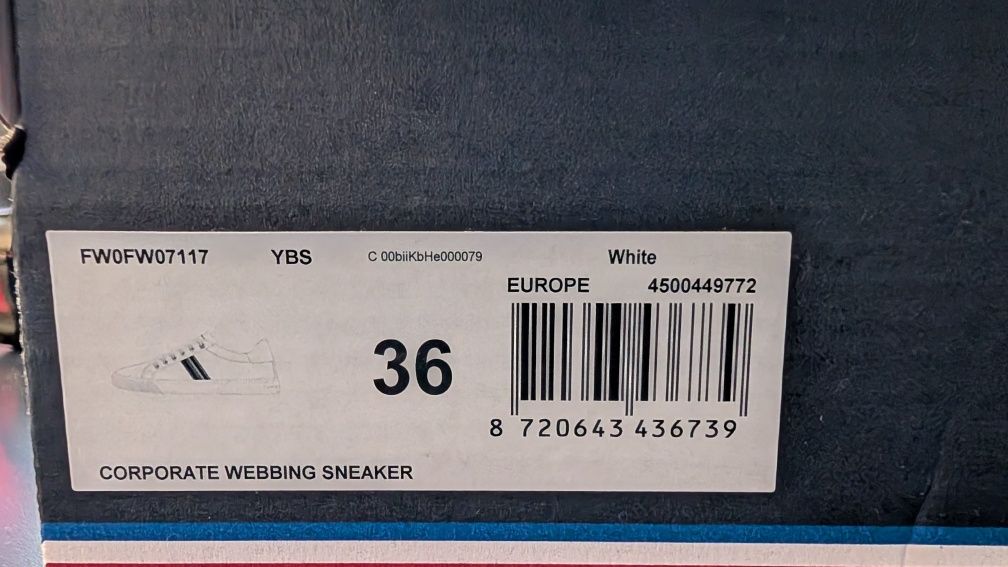 FW0FW07117 YBS C 00biiKbHe000079 White
EUROPE 4500449772
36
8 720643 436739
CORPORATE WEBBING SNEAKER